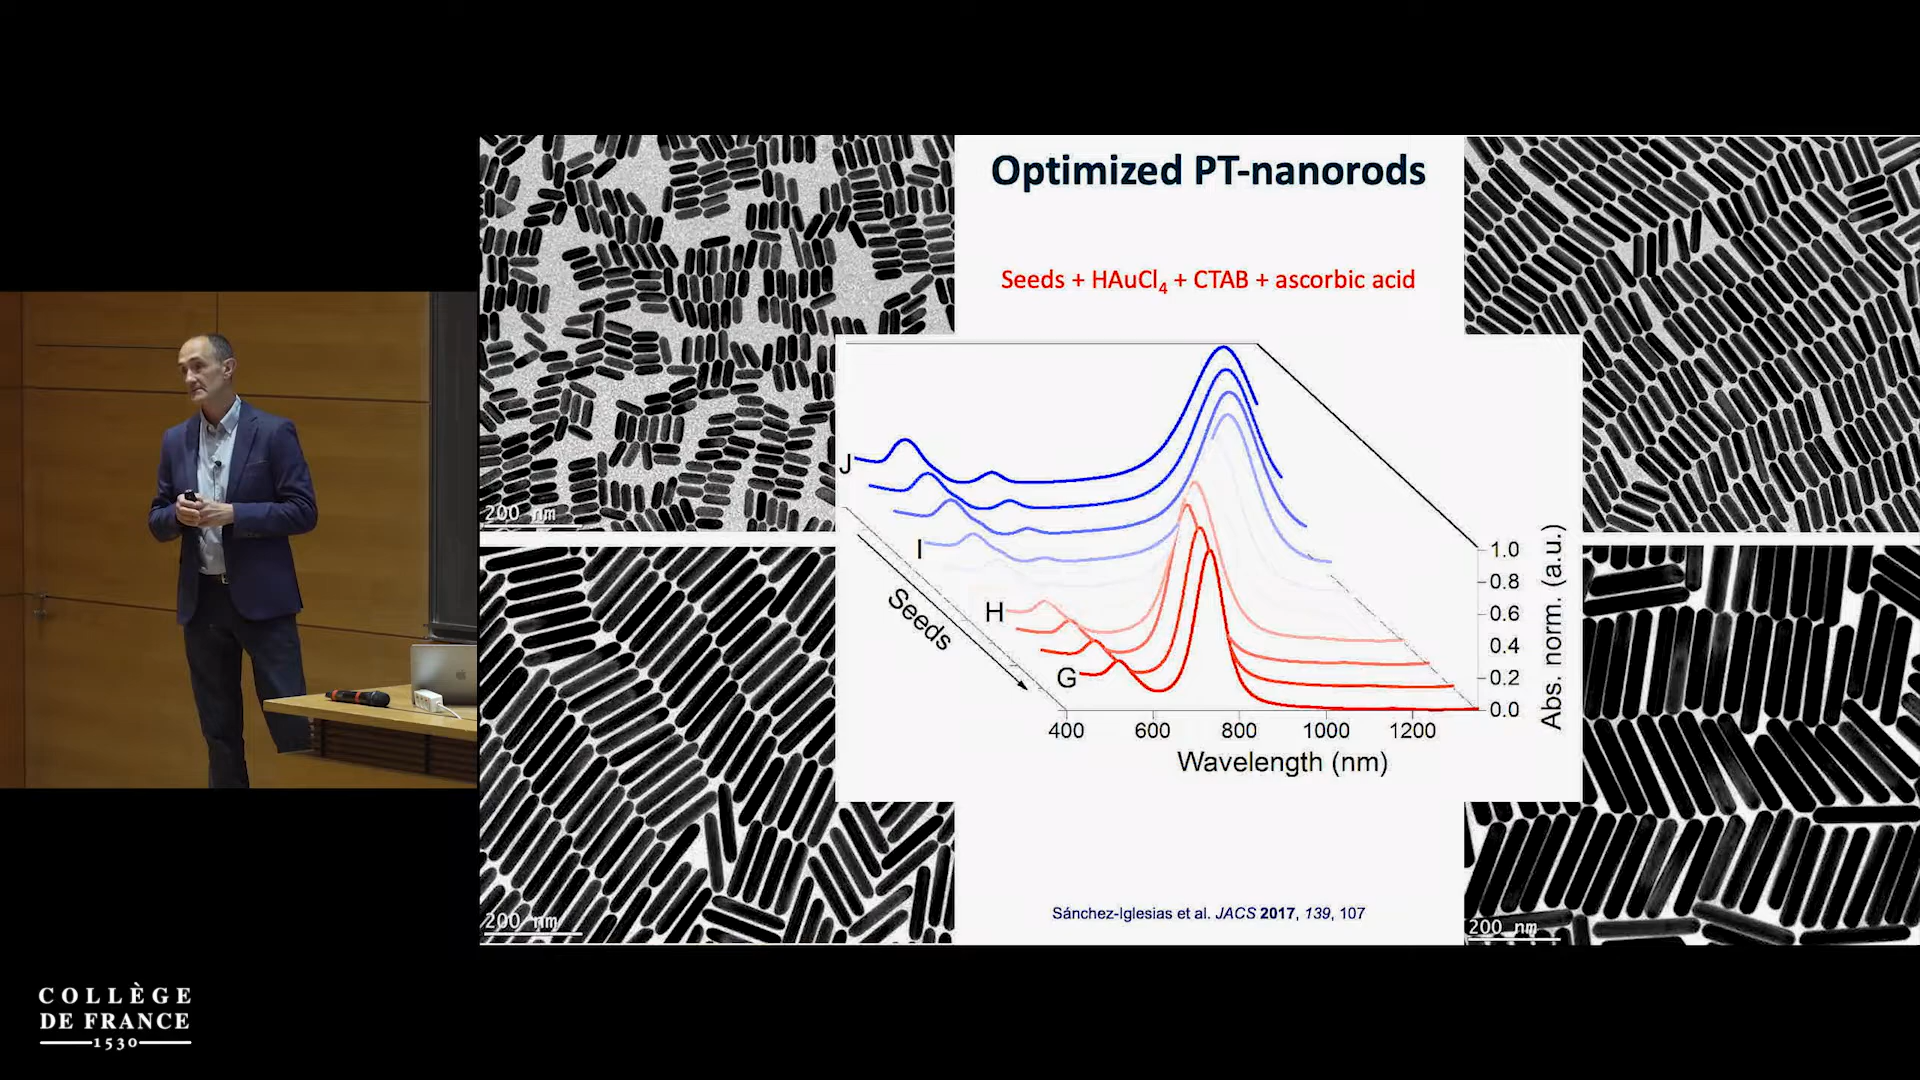 Optimized PT-nanorods
Seeds + HAuCl₄ + CTAB + ascorbic acid
200 nm
J
I
H
G
Seeds
1.0
0.8
0.6
0.4
0.2
0.0
Abs. norm. (a.u.)
400 600 800 1000 1200
Wavelength (nm)
200 nm
200 nm
Sánchez-Iglesias et al. JACS 2017, 139, 107
COLLÈGE
DE FRANCE
1530